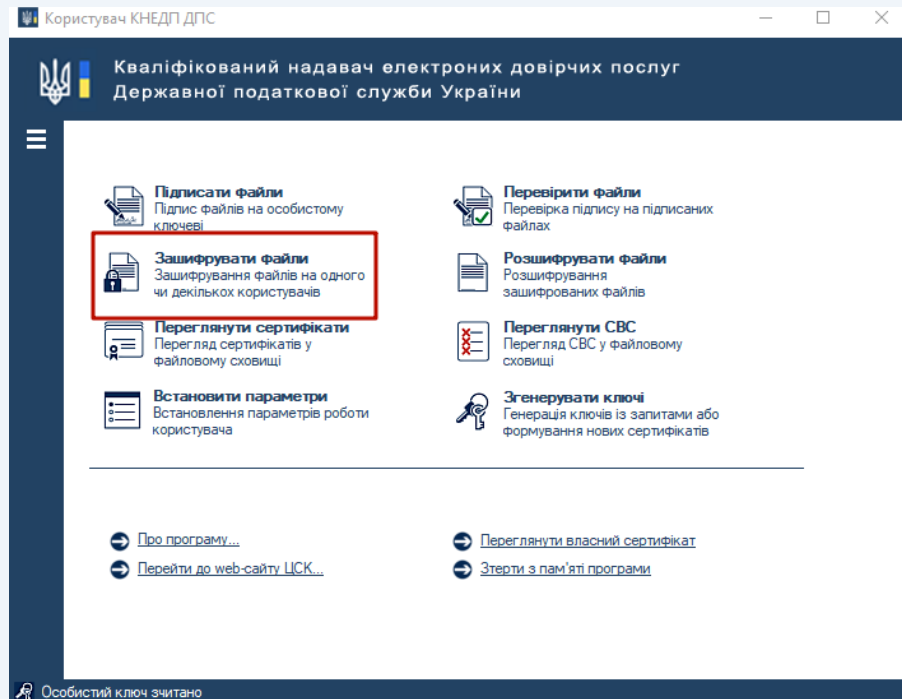 Користувач КНЕДП ДПС
Кваліфікований надавач електроних довірчих послуг
Державної податкової служби України
Підписати файли
Підпис файлів на особистому
ключеві
Перевірити файли
Перевірка підпису на підписаних
файлах
Зашифрувати файли
Зашифрування файлів на одного
чи декількох користувачів
Розшифрувати файли
Розшифрування
зашифрованих файлів
Переглянути сертифікати
Перегляд сертифікатів у
файловому сховищі
Переглянути СВС
Перегляд СВС у файловому
сховищі
Встановити параметри
Встановлення параметрів роботи
користувача
Згенерувати ключі
Генерація ключів із запитами або
формування нових сертифікатів
Про програму...
Переглянути власний сертифікат
Перейти до web-сайту ЦСК...
Зтерти з пам'яті програми
Особистий ключ зчитано